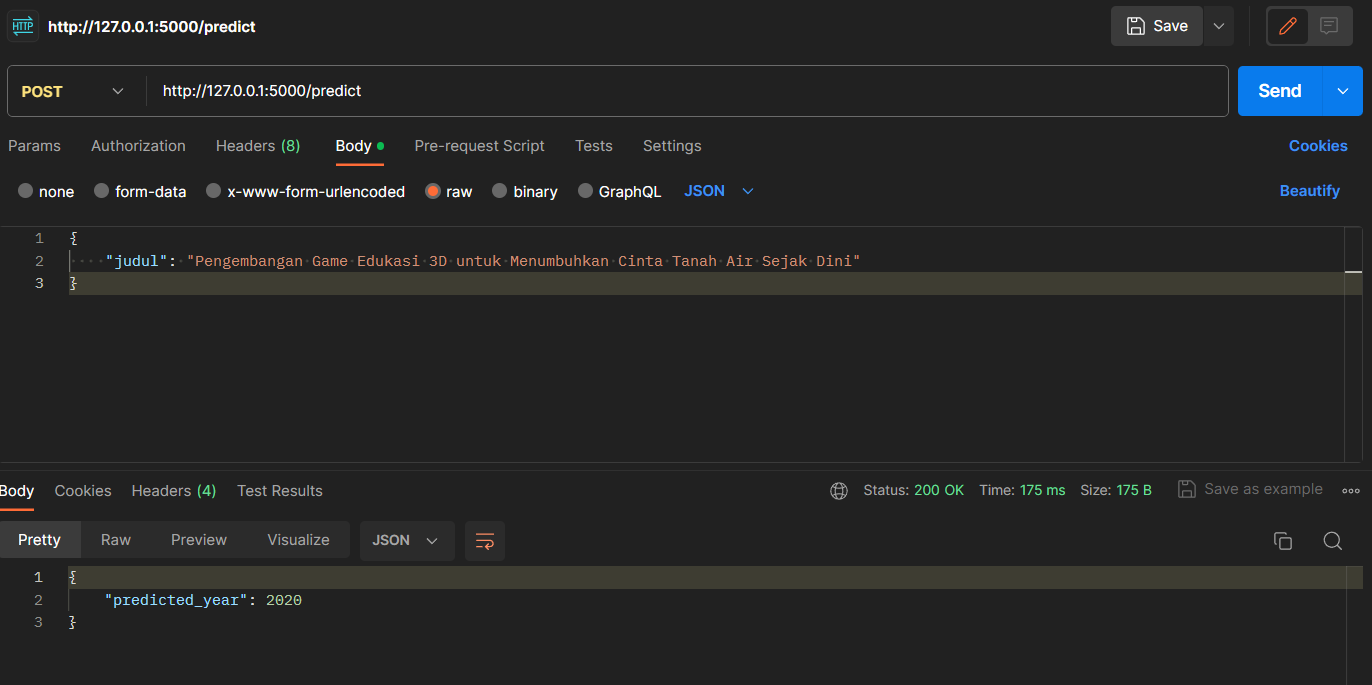 HTTP http://127.0.0.1:5000/predict Save
POST http://127.0.0.1:5000/predict Send
Params Authorization Headers (8) Body Pre-request Script Tests Settings Cookies
none form-data x-www-form-urlencoded raw binary GraphQL JSON Beautify
1 {
2 "judul": "Pengembangan Game Edukasi 3D untuk Menumbuhkan Cinta Tanah Air Sejak Dini"
3 }
Body Cookies Headers (4) Test Results Status: 200 OK Time: 175 ms Size: 175 B Save as example
Pretty Raw Preview Visualize JSON
1 {
2 "predicted_year": 2020
3 }